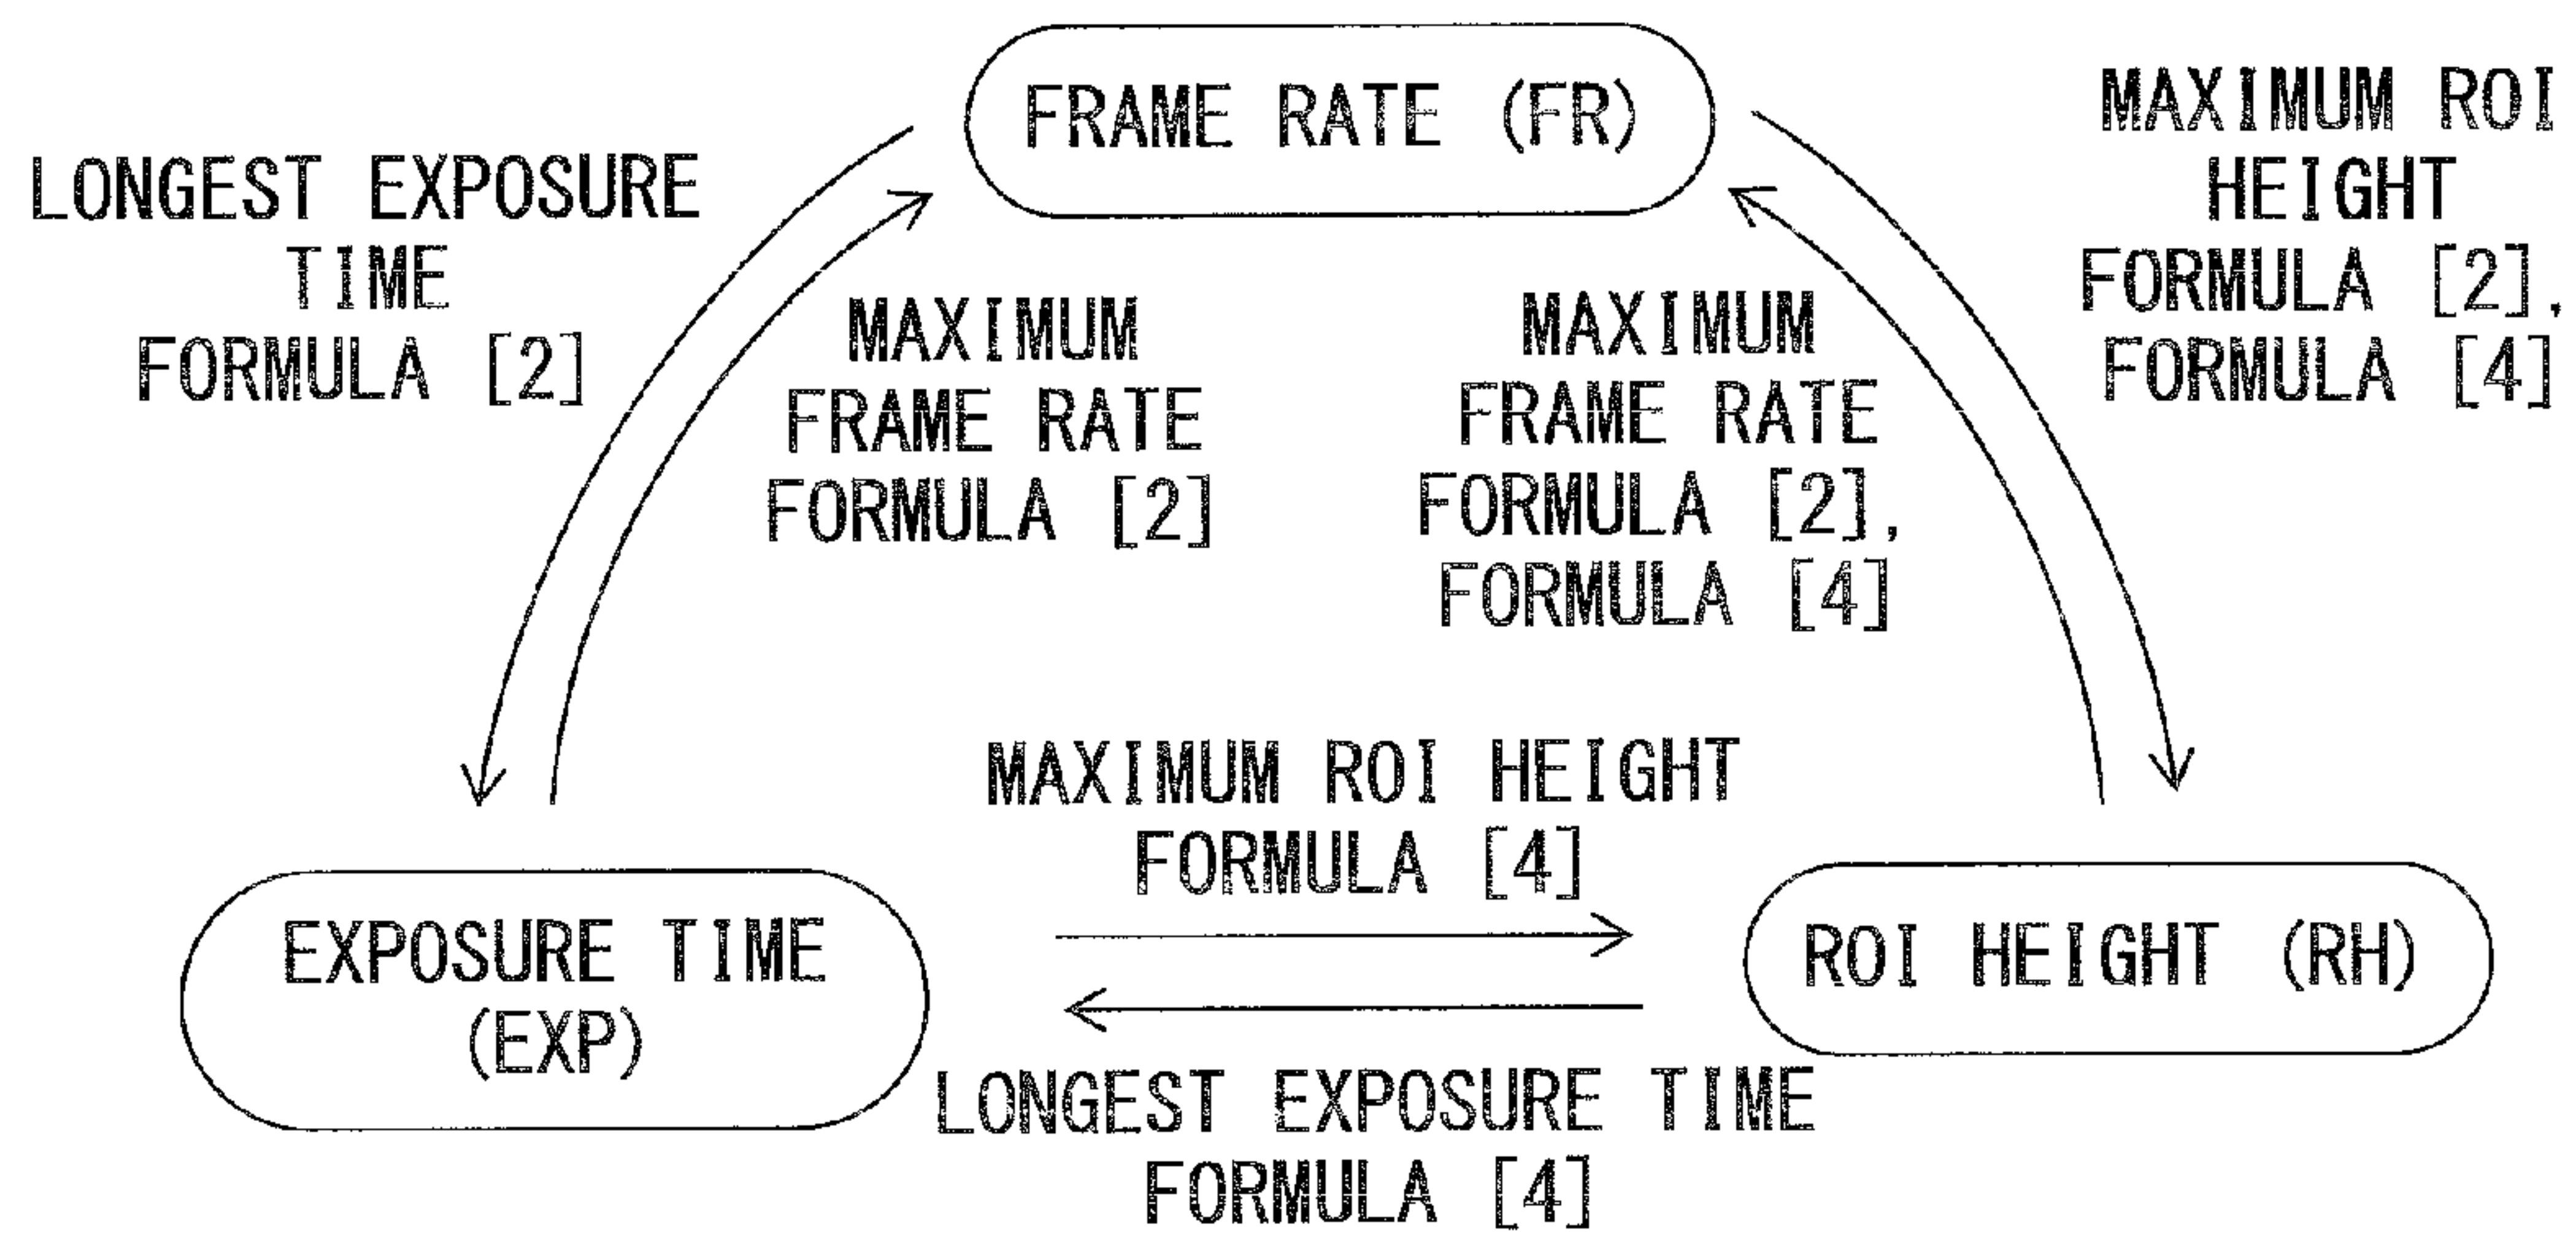 FRAME RATE (FR)
LONGEST EXPOSURE
TIME
FORMULA [2]
MAXIMUM
FRAME RATE
FORMULA [2]
MAXIMUM
FRAME RATE
FORMULA [2],
FORMULA [4]
MAXIMUM ROI
HEIGHT
FORMULA [2],
FORMULA [4]
MAXIMUM ROI HEIGHT
FORMULA [4]
EXPOSURE TIME
(EXP)
ROI HEIGHT (RH)
LONGEST EXPOSURE TIME
FORMULA [4]